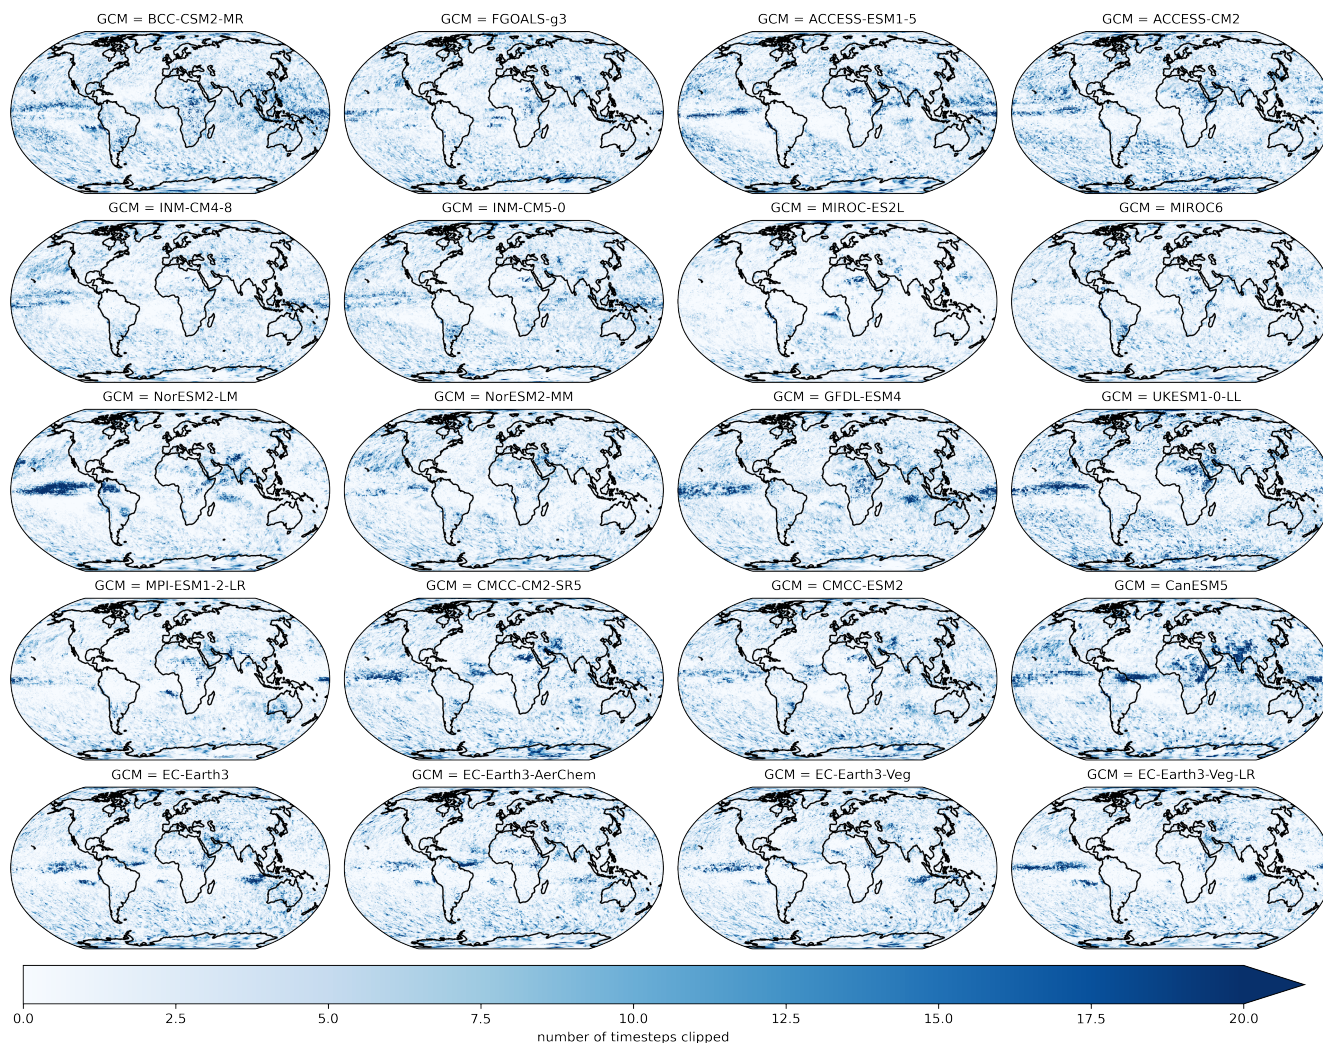 GCM = BCC-CSM2-MR
GCM = FGOALS-g3
GCM = ACCESS-ESM1-5
GCM = ACCESS-CM2
GCM = INM-CM4-8
GCM = INM-CM5-0
GCM = MIROC-ES2L
GCM = MIROC6
GCM = NorESM2-LM
GCM = NorESM2-MM
GCM = GFDL-ESM4
GCM = UKESM1-0-LL
GCM = MPI-ESM1-2-LR
GCM = CMCC-CM2-SR5
GCM = CMCC-ESM2
GCM = CanESM5
GCM = EC-Earth3
GCM = EC-Earth3-AerChem
GCM = EC-Earth3-Veg
GCM = EC-Earth3-Veg-LR
0.0 2.5 5.0 7.5 10.0 12.5 15.0 17.5 20.0
number of timesteps clipped